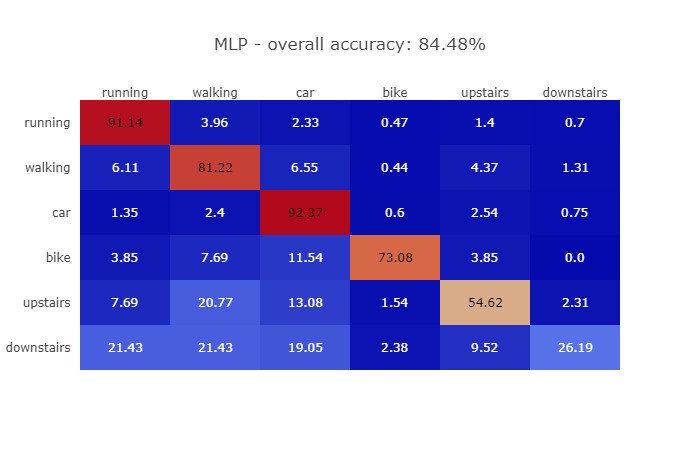 MLP - overall accuracy: 84.48%
running walking car bike upstairs downstairs
running 91.14 3.96 2.33 0.47 1.4 0.7
walking 6.11 81.22 6.55 0.44 4.37 1.31
car 1.35 2.4 92.37 0.6 2.54 0.75
bike 3.85 7.69 11.54 73.08 3.85 0.0
upstairs 7.69 20.77 13.08 1.54 54.62 2.31
downstairs 21.43 21.43 19.05 2.38 9.52 26.19